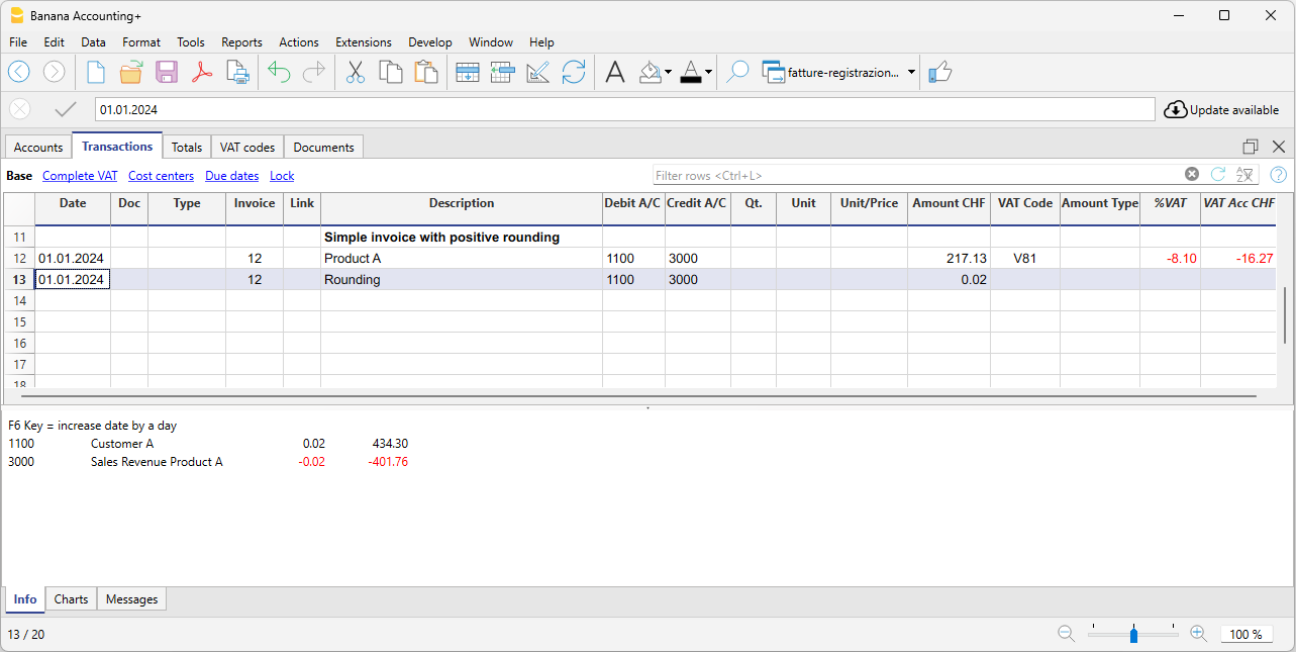 Banana Accounting+
File Edit Data Format Tools Reports Actions Extensions Develop Window Help
fatture-registrazion...
01.01.2024
Update available
Accounts Transactions Totals VAT codes Documents
Base Complete VAT Cost centers Due dates Lock Filter rows <Ctrl+L>
Date Doc Type Invoice Link Description Debit A/C Credit A/C Qt. Unit Unit/Price Amount CHF VAT Code Amount Type %VAT VAT Acc CHF
11 Simple invoice with positive rounding
12 01.01.2024 12 Product A 1100 3000 217.13 V81 -8.10 -16.27
13 01.01.2024 12 Rounding 1100 3000 0.02
14
15
16
17
18
F6 Key = increase date by a day
1100 Customer A 0.02 434.30
3000 Sales Revenue Product A -0.02 -401.76
Info Charts Messages
13 / 20 100 %